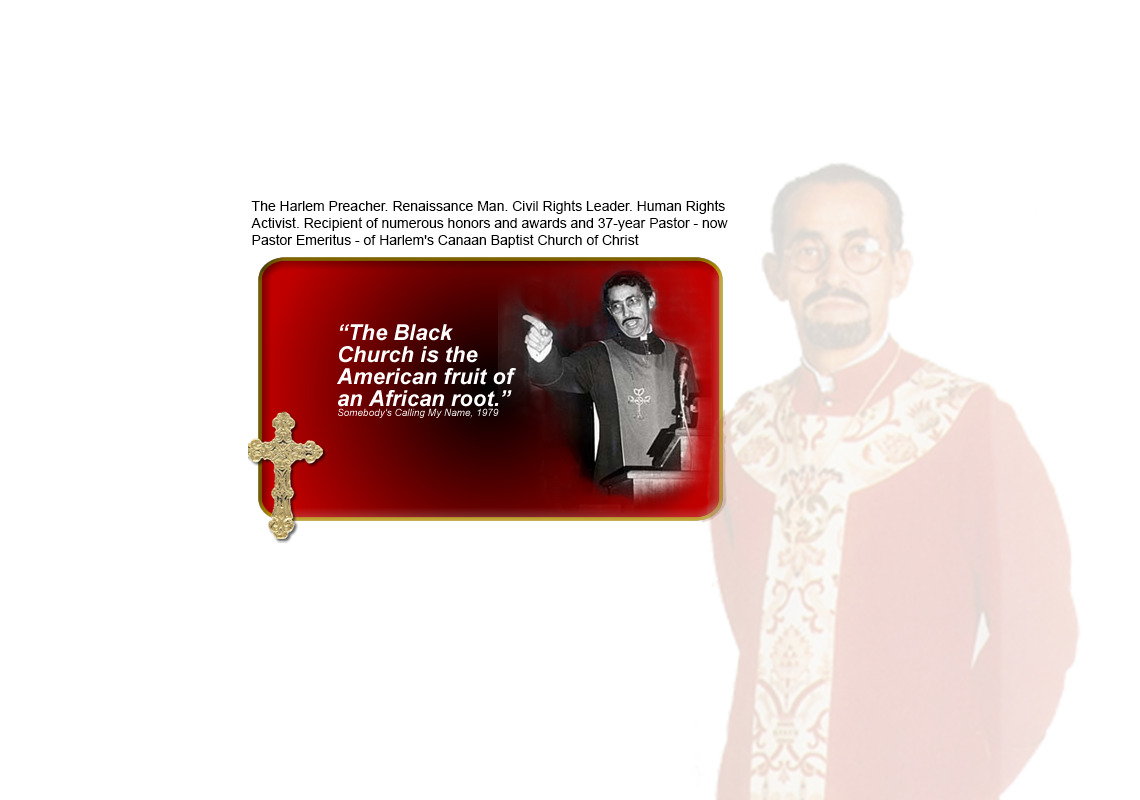 The Harlem Preacher. Renaissance Man. Civil Rights Leader. Human Rights
Activist. Recipient of numerous honors and awards and 37-year Pastor - now
Pastor Emeritus - of Harlem's Canaan Baptist Church of Christ
“The Black
Church is the
American fruit of
an African root.”
Somebody's Calling My Name, 1979